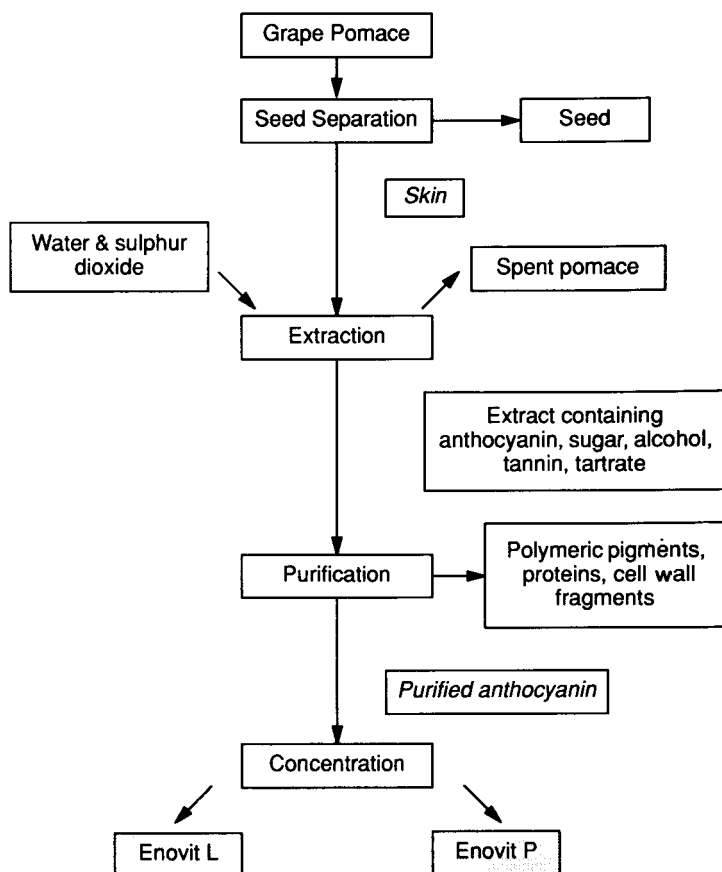 Grape Pomace
Seed Separation
Seed
Skin
Water & sulphur
dioxide
Spent pomace
Extraction
Extract containing
anthocyanin, sugar, alcohol,
tannin, tartrate
Purification
Polymeric pigments,
proteins, cell wall
fragments
Purified anthocyanin
Concentration
Enovit L
Enovit P